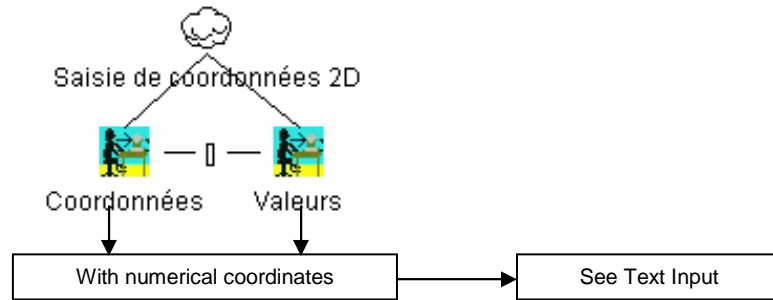 Saisie de coordonnées 2D
[]
Coordonnées Valeurs
With numerical coordinates See Text Input